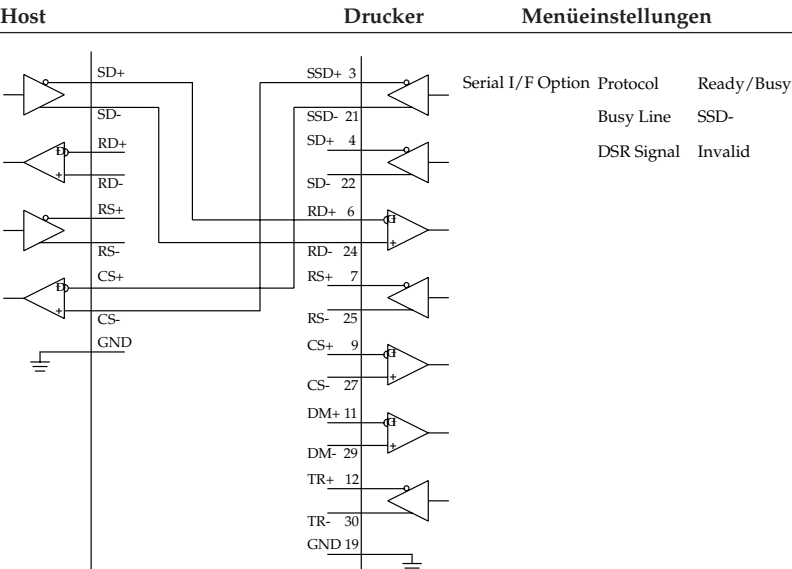 Host Drucker Menüeinstellungen
SD+ SSD+ 3 Serial I/F Option Protocol Ready/Busy
SD- SSD- 21 Busy Line SSD-
RD+ SD+ 4 DSR Signal Invalid
RD- SD- 22
RS+ RD+ 6
RS- RD- 24
CS+ RS+ 7
CS- RS- 25
GND CS+ 9
CS- 27
DM+ 11
DM- 29
TR+ 12
TR- 30
GND 19